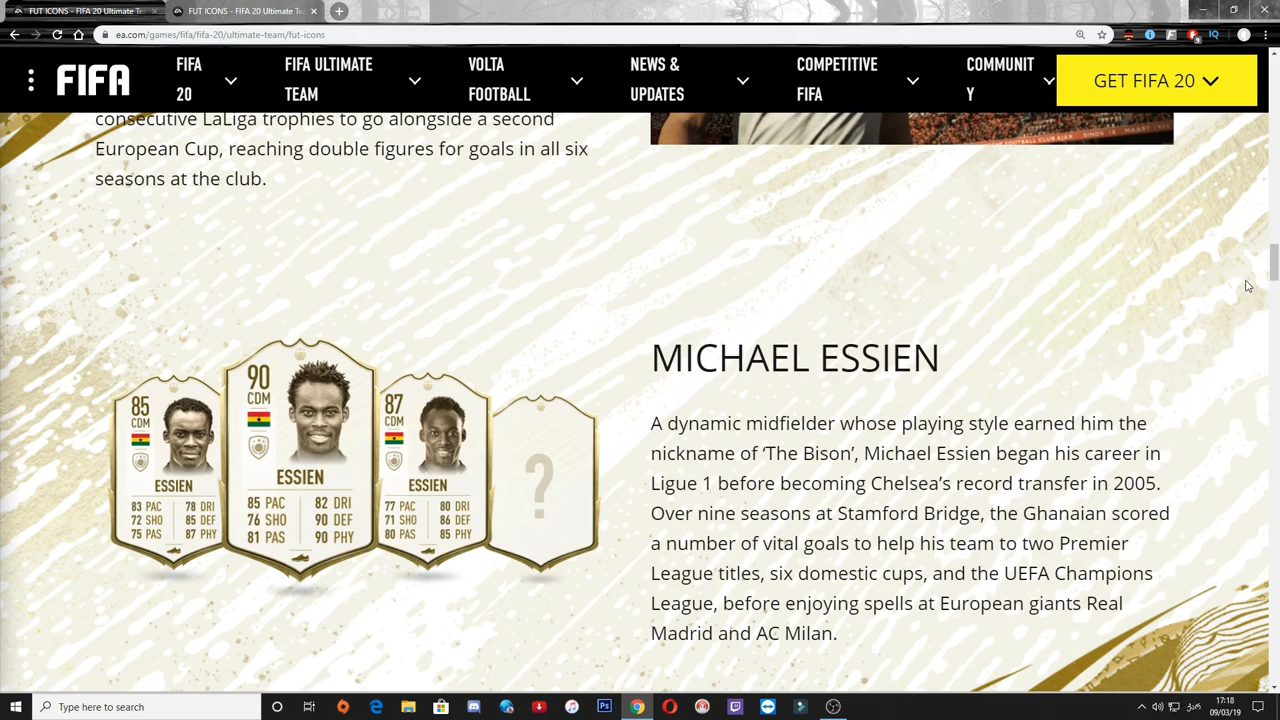 FUT ICONS - FIFA 20 Ultimate Te
FUT ICONS - FIFA 20 Ultimate Te
ea.com/games/fifa/fifa-20/ultimate-team/fut-icons
FIFA
FIFA 20
FIFA ULTIMATE TEAM
VOLTA FOOTBALL
NEWS & UPDATES
COMPETITIVE FIFA
COMMUNIT
Y
GET FIFA 20
consecutive LaLiga trophies to go alongside a second
European Cup, reaching double figures for goals in all six
seasons at the club.
85
CDM
ESSIEN
83 PAC 78 DRI
72 SHO 85 DEF
75 PAS 87 PHY
90
CDM
ESSIEN
85 PAC 82 DRI
76 SHO 90 DEF
81 PAS 90 PHY
87
CDM
ESSIEN
77 PAC 80 DRI
71 SHO 86 DEF
80 PAS 85 PHY
?
MICHAEL ESSIEN
A dynamic midfielder whose playing style earned him the
nickname of ‘The Bison’, Michael Essien began his career in
Ligue 1 before becoming Chelsea’s record transfer in 2005.
Over nine seasons at Stamford Bridge, the Ghanaian scored
a number of vital goals to help his team to two Premier
League titles, six domestic cups, and the UEFA Champions
League, before enjoying spells at European giants Real
Madrid and AC Milan.
Type here to search
17:18
09/03/19